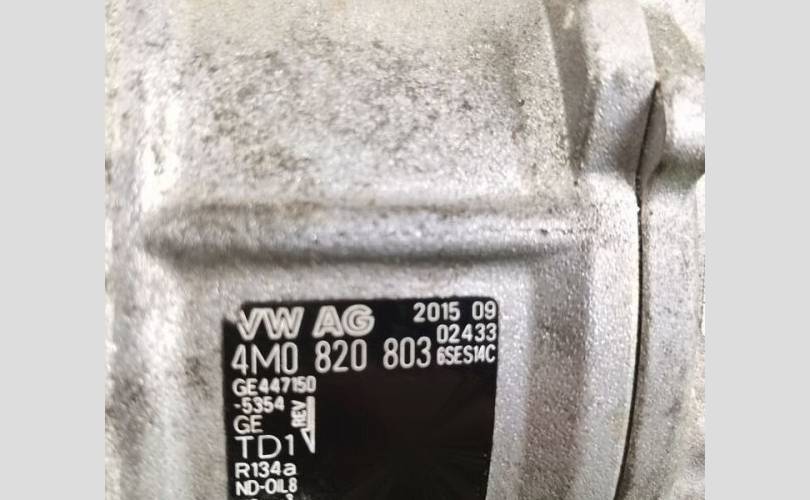 VW AG 2015 09
02433
4M0 820 803 6SES14C
GE447150
-5354
REV
GE
TD1
R134a
ND-OIL8